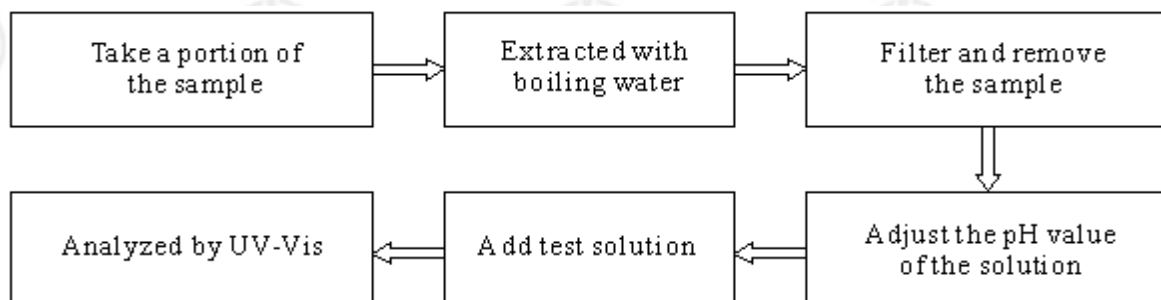 Take a portion of
the sample
Extracted with
boiling water
Filter and remove
the sample
Adjust the pH value
of the solution
Add test solution
Analyzed by UV-Vis